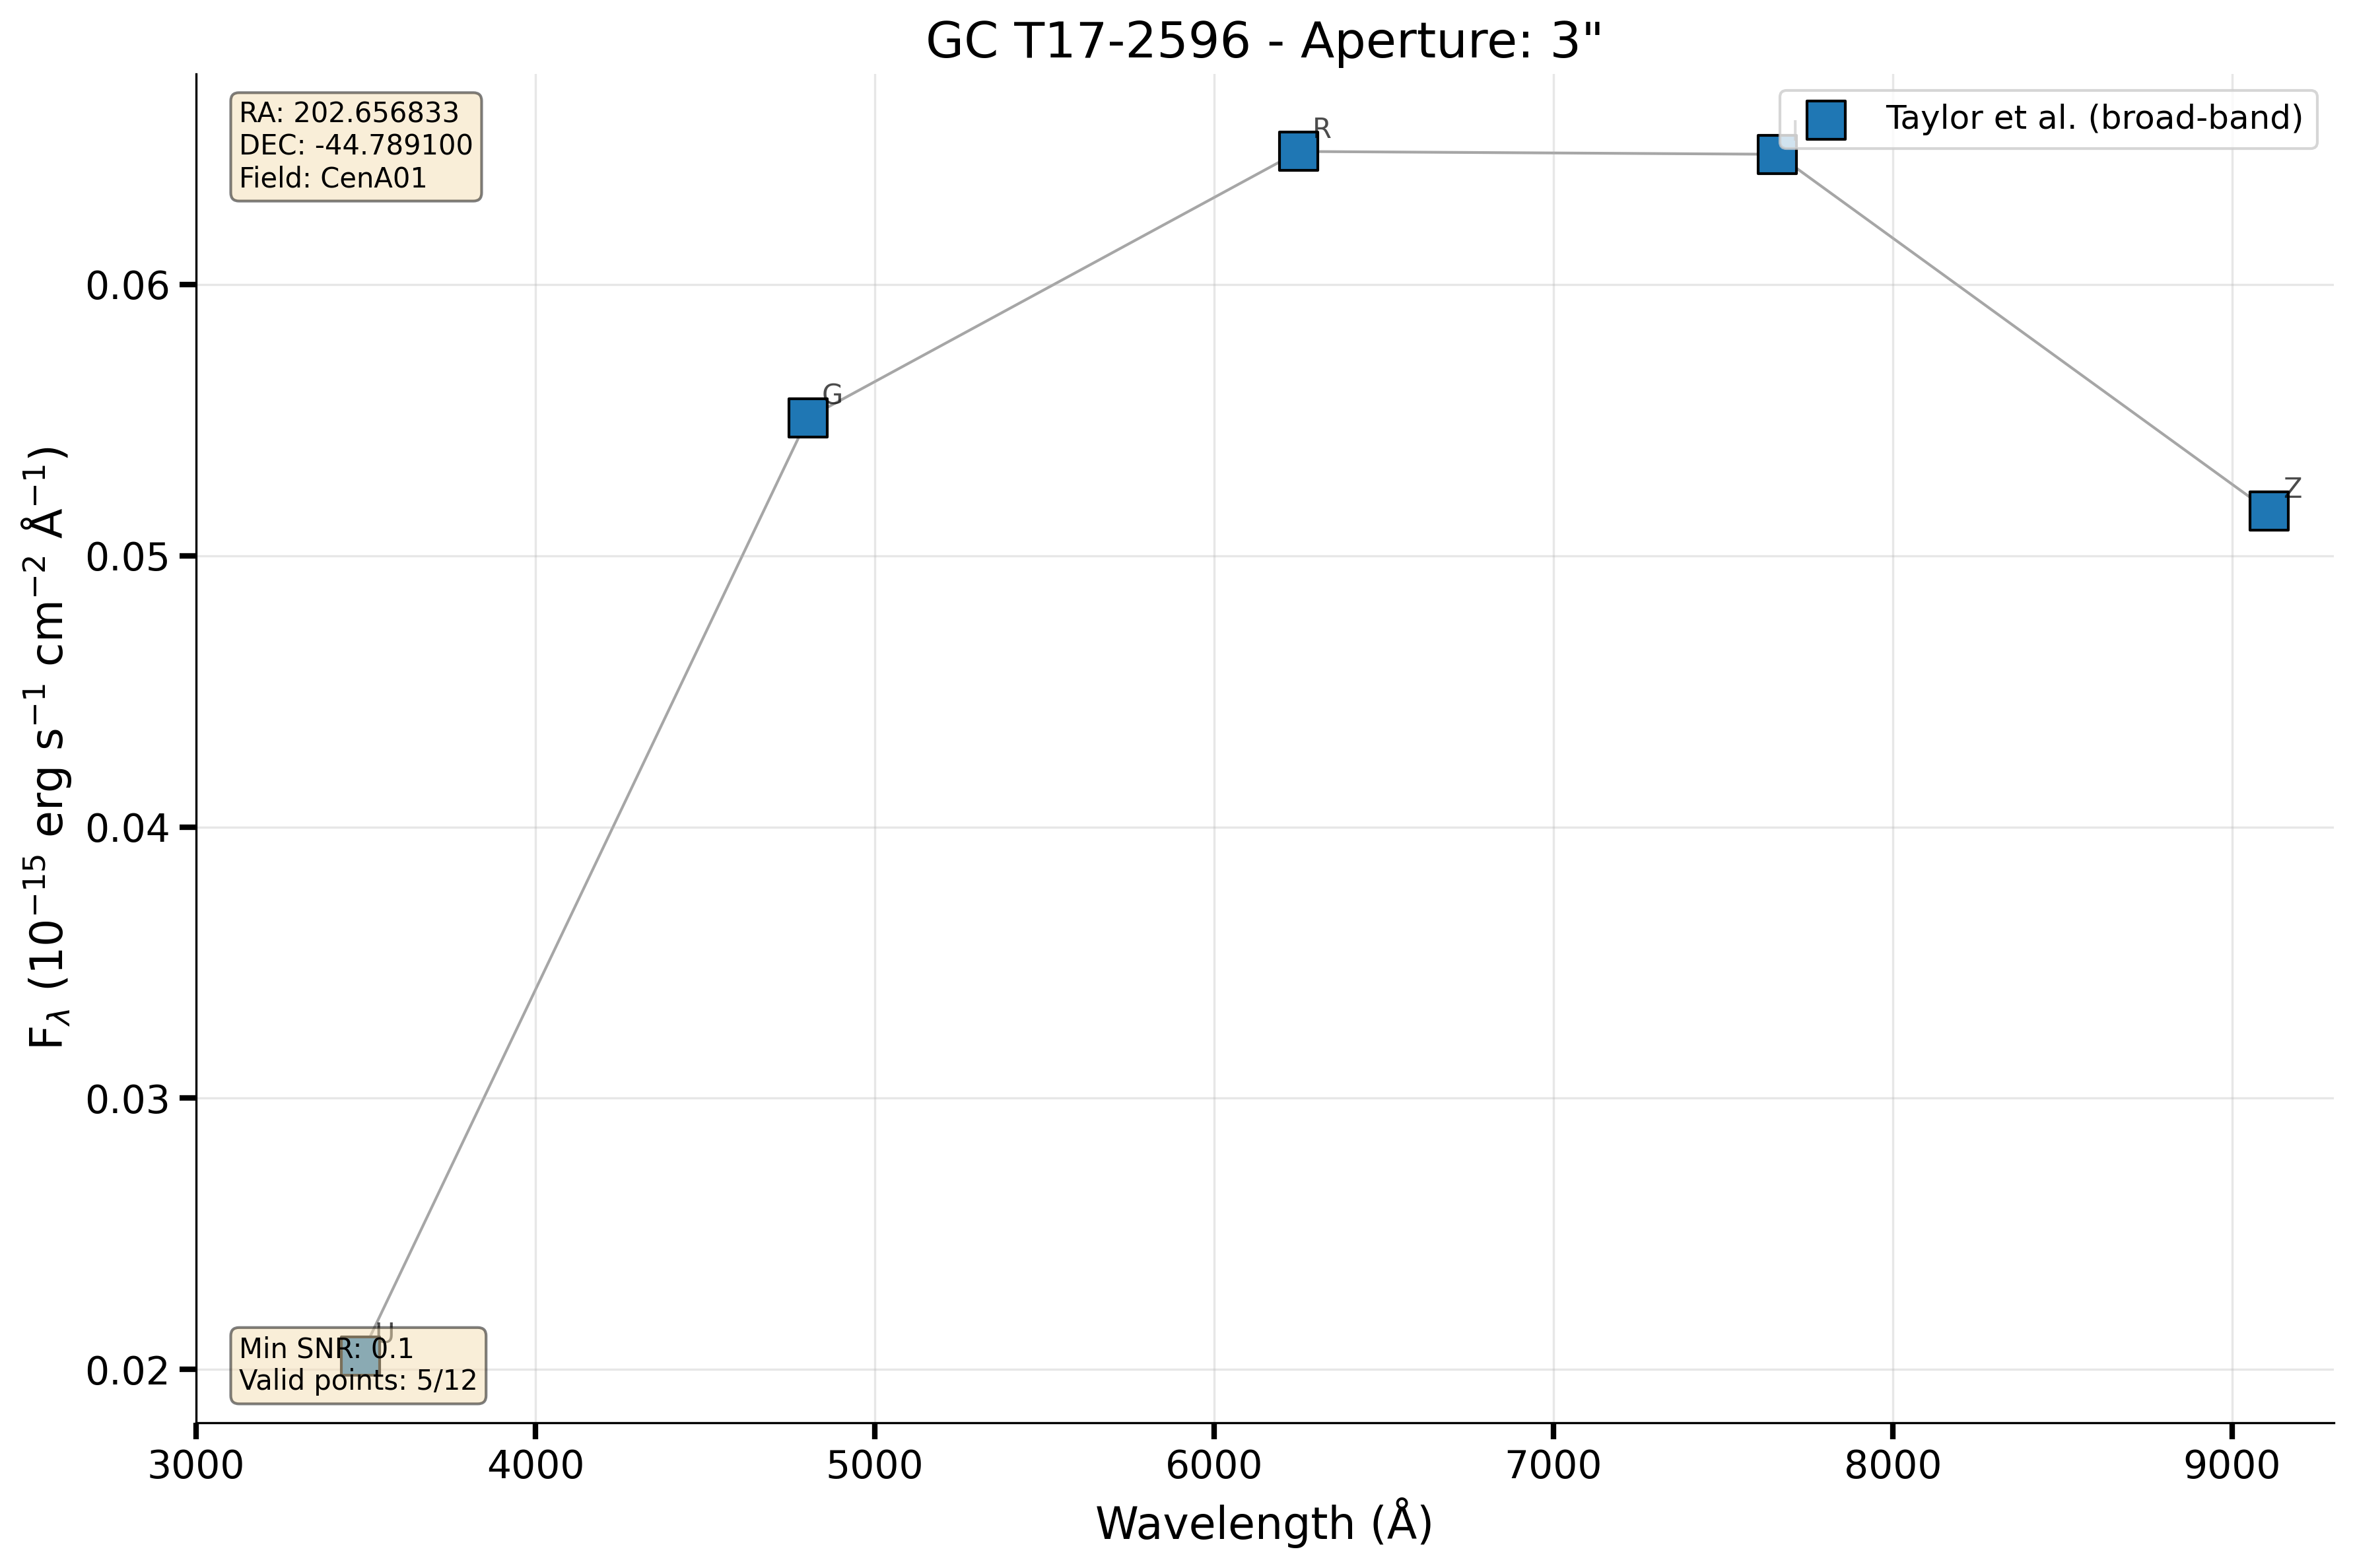 GC T17-2596 - Aperture: 3"
RA: 202.656833
DEC: -44.789100
Field: CenA01
Taylor et al. (broad-band)
R
I
G
Z
U
0.06
0.05
0.04
0.03
0.02
F_λ (10⁻¹⁵ erg s⁻¹ cm⁻² Å⁻¹)
Min SNR: 0.1
Valid points: 5/12
3000 4000 5000 6000 7000 8000 9000
Wavelength (Å)